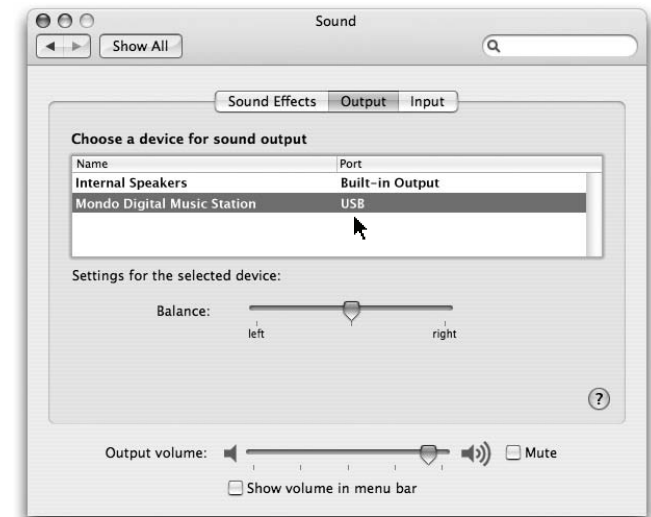 Sound
Show All
Sound Effects Output Input
Choose a device for sound output
Name Port
Internal Speakers Built-in Output
Mondo Digital Music Station USB
Settings for the selected device:
Balance:
left right
?
Output volume: Mute
Show volume in menu bar